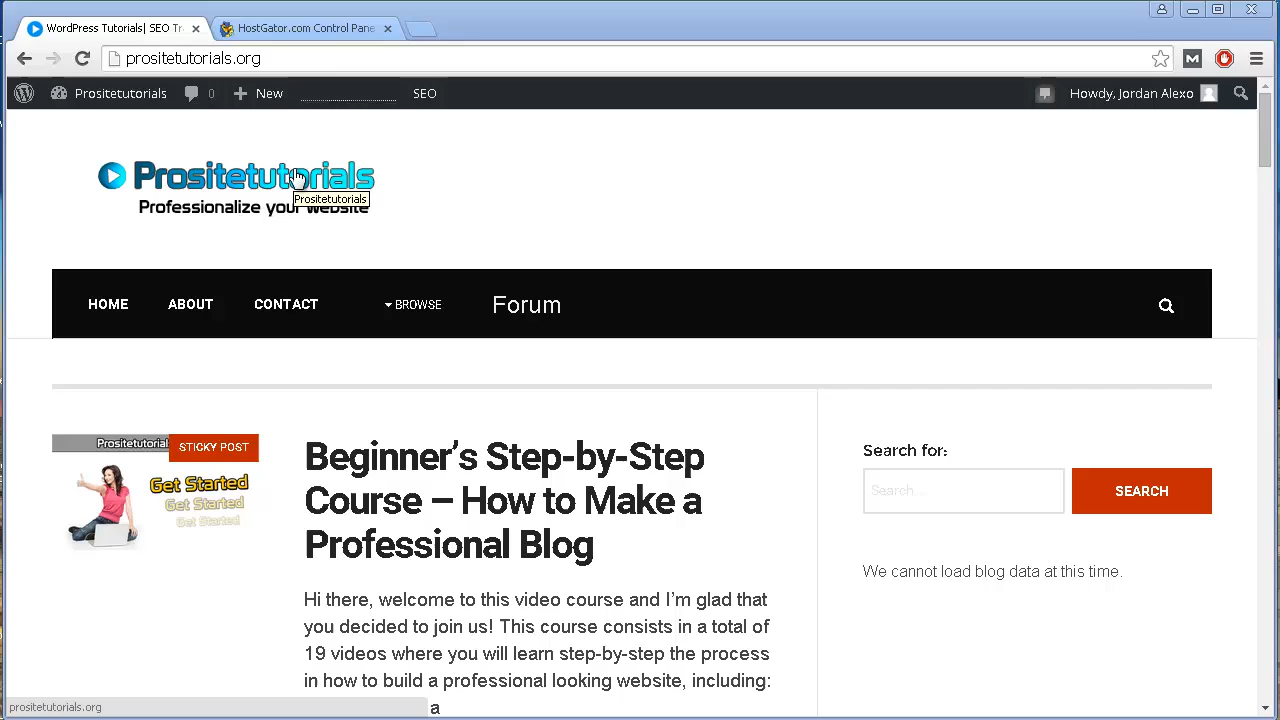 WordPress Tutorials| SEO Tr
HostGator.com Control Pane
prositetutorials.org
Prositetutorials
0
New
SEO
Howdy, Jordan Alexo
Prositetutorials
Prositetutorials
Professionalize your website
HOME
ABOUT
CONTACT
BROWSE
Forum
Prositetutorial
STICKY POST
Get Started
Get Started
Get Started
Beginner’s Step-by-Step
Course – How to Make a
Professional Blog
Hi there, welcome to this video course and I’m glad that
you decided to join us! This course consists in a total of
19 videos where you will learn step-by-step the process
in how to build a professional looking website, including:
a
Search for:
Search …
SEARCH
We cannot load blog data at this time.
prositetutorials.org